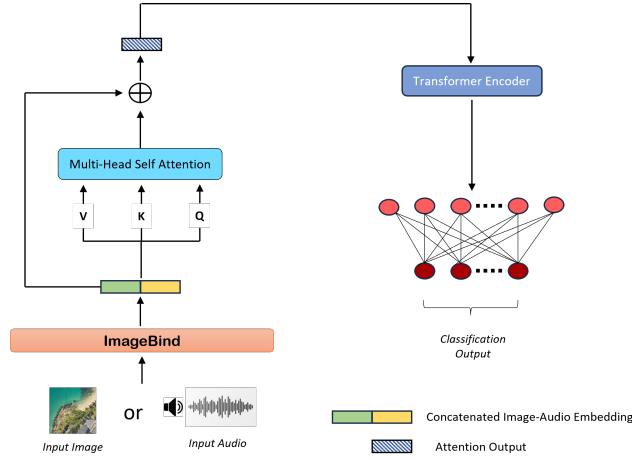 Transformer Encoder
Multi-Head Self Attention
V
K
Q
ImageBind
Classification
Output
or
Input Image
Input Audio
Concatenated Image-Audio Embedding
Attention Output